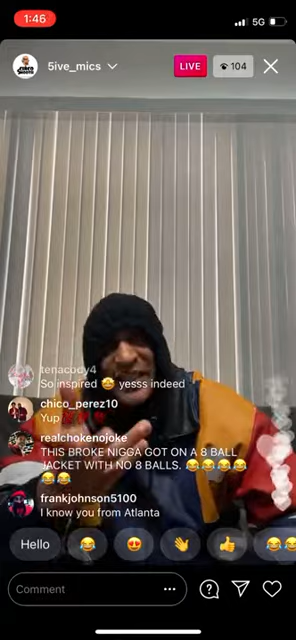 1:46
5G
5ive_mics
LIVE
104
tenacody4
So inspired 🤩 yesss indeed
chico_perez10
Yup
realchokenojoke
THIS BROKE NIGGA GOT ON A 8 BALL
JACKET WITH NO 8 BALLS. 😂😂😂😂
😂😂
frankjohnson5100
I know you from Atlanta
Hello 😂 😍 👋 👍 😂😂
Comment